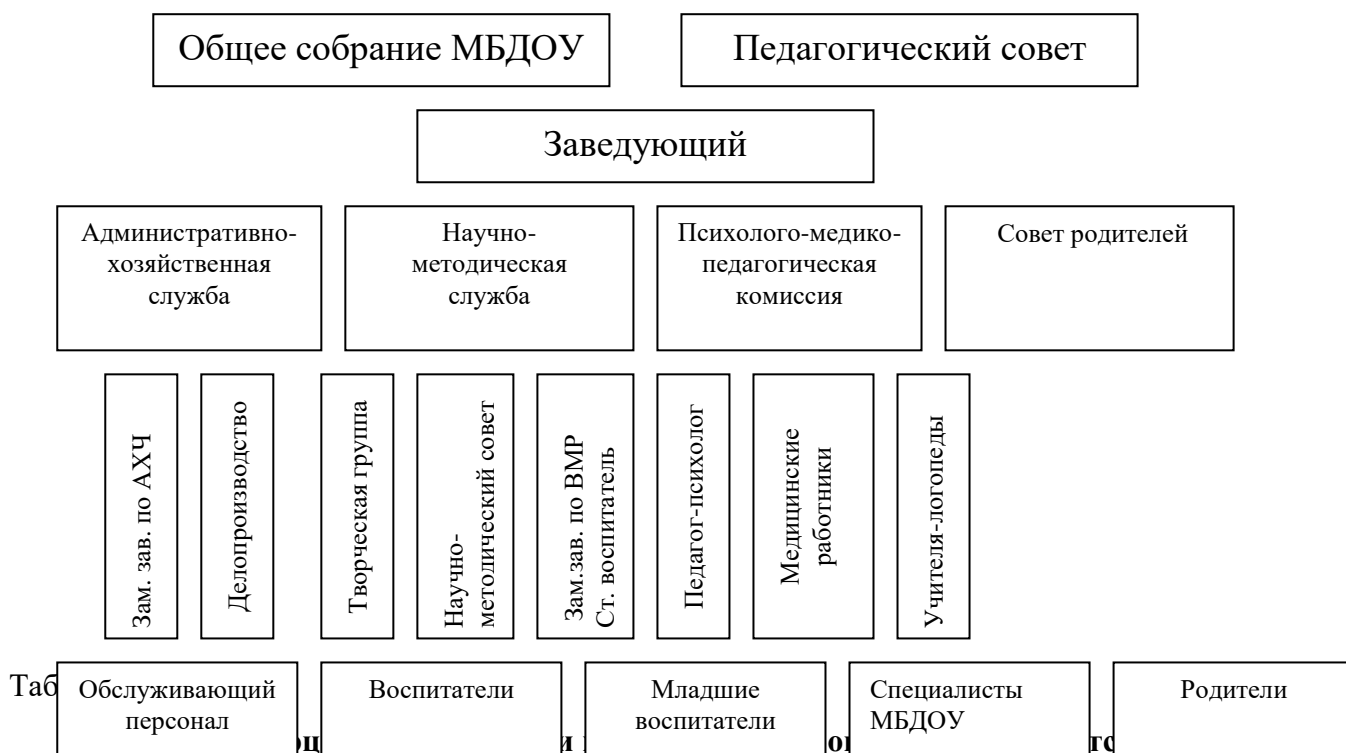 Общее собрание МБДОУ
Педагогический совет
Заведующий
Административно-
хозяйственная
служба
Научно-
методическая
служба
Психолого-медико-
педагогическая
комиссия
Совет родителей
Зам. зав. по АХЧ
Делопроизводство
Творческая группа
Научно-
методический совет
Зам.зав. по ВМР
Ст. воспитатель
Педагог-психолог
Медицинские
работники
Учителя-логопеды
Обслуживающий
персонал
Воспитатели
Младшие
воспитатели
Специалисты
МБДОУ
Родители